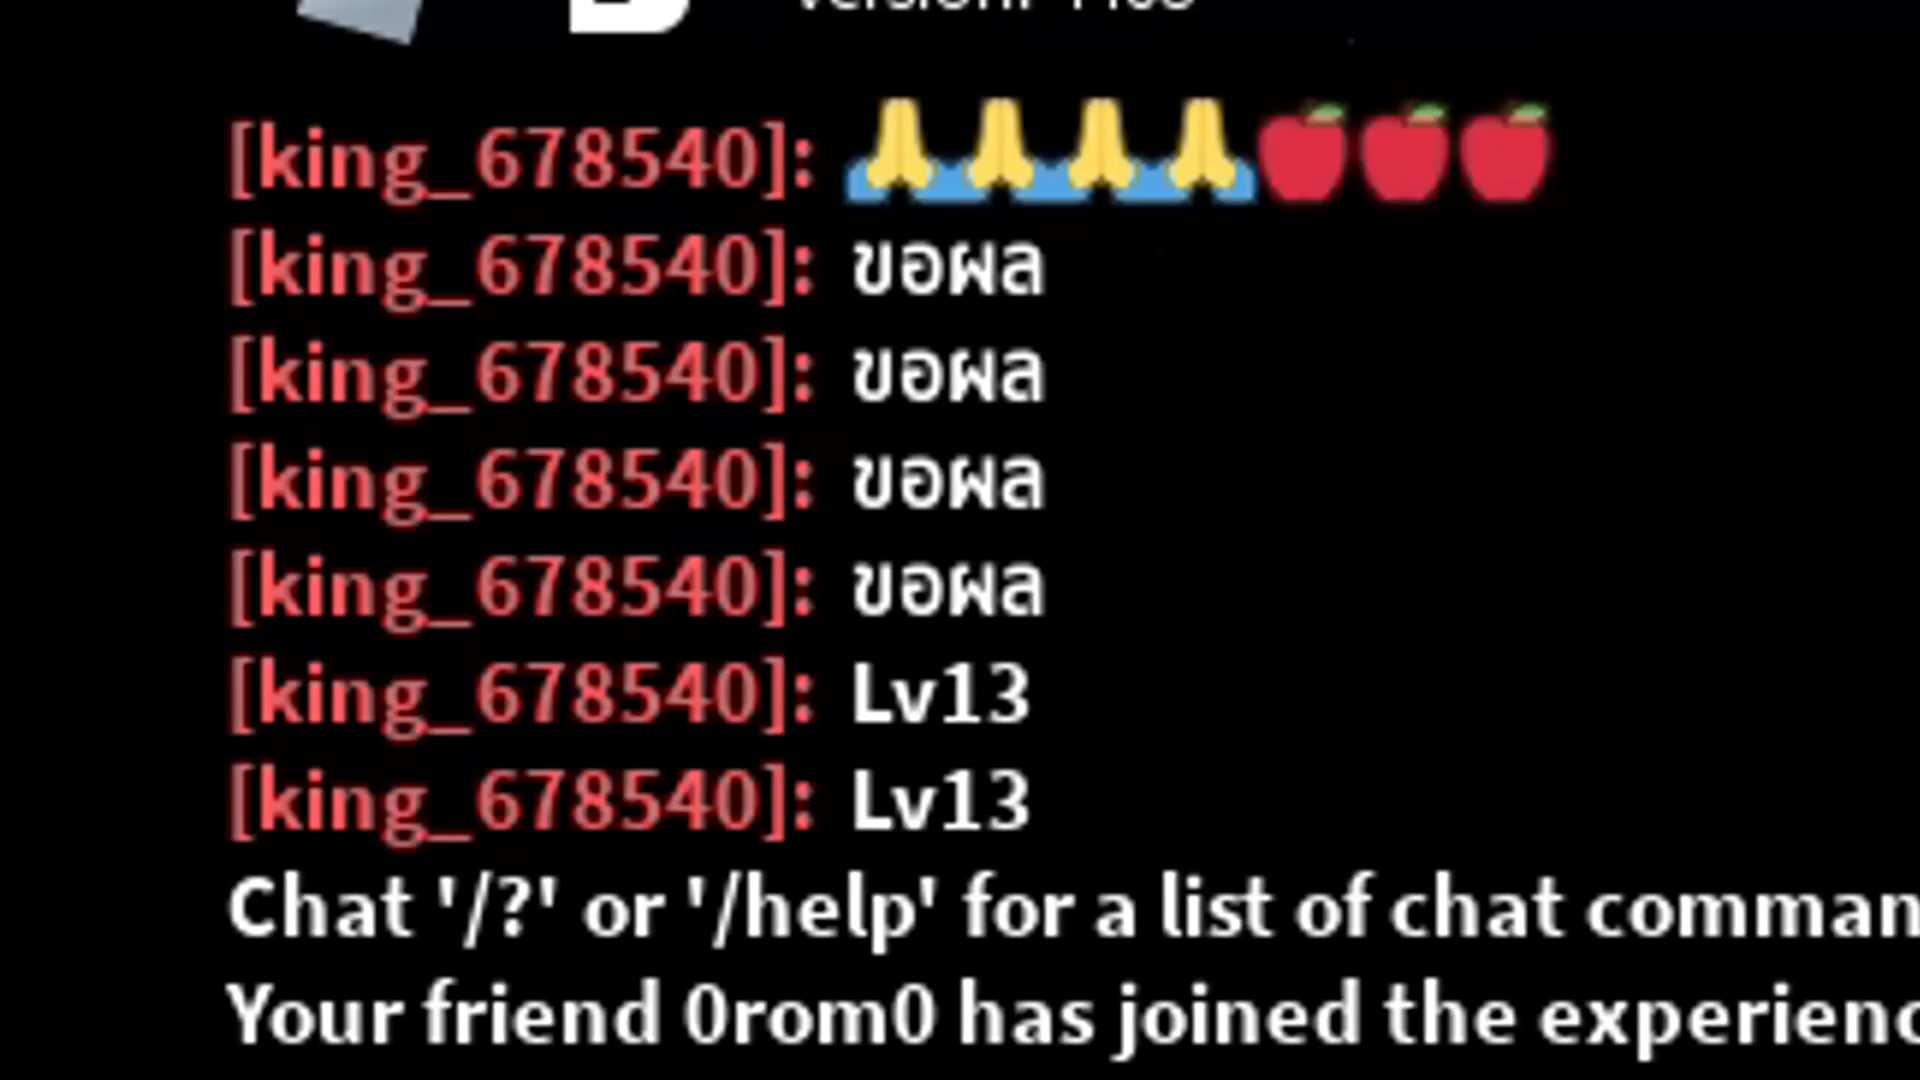 [king_678540]: 🙏🙏🙏🙏🍎🍎🍎
[king_678540]: ขอผล
[king_678540]: ขอผล
[king_678540]: ขอผล
[king_678540]: ขอผล
[king_678540]: Lv13
[king_678540]: Lv13
Chat '/?' or '/help' for a list of chat comman
Your friend 0rom0 has joined the experienc